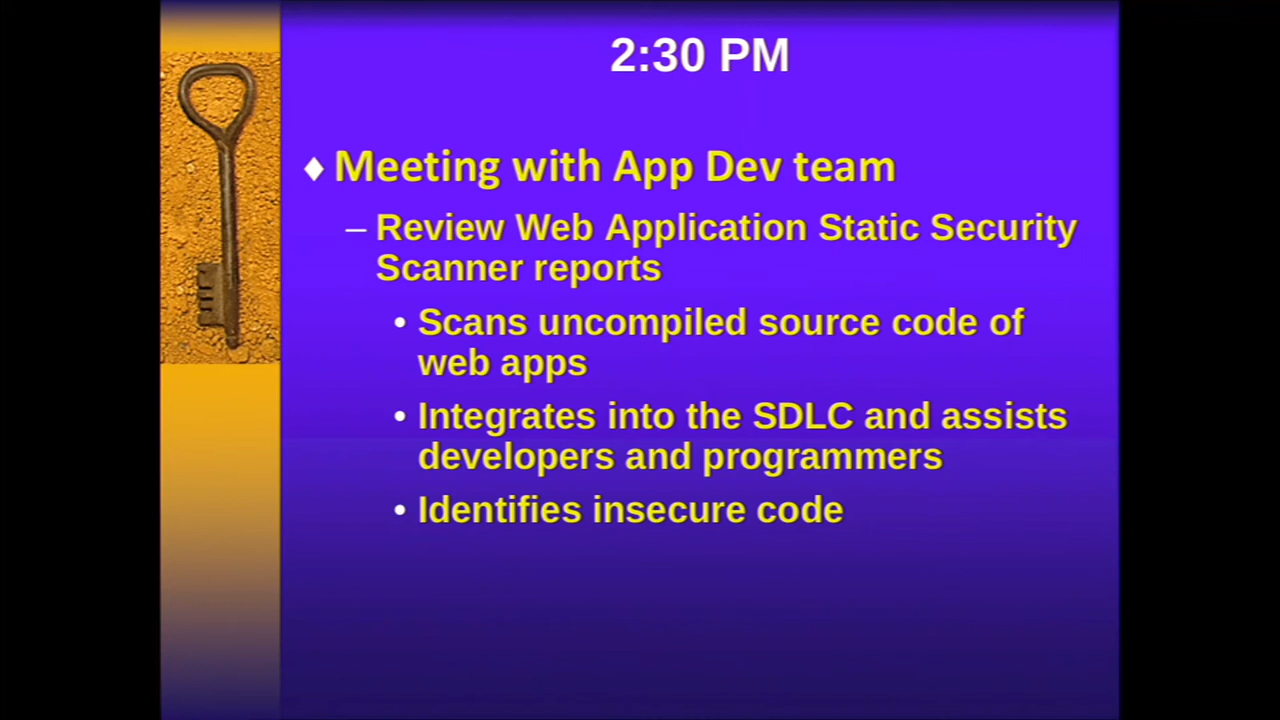 2:30 PM
♦ Meeting with App Dev team
– Review Web Application Static Security
Scanner reports
• Scans uncompiled source code of
web apps
• Integrates into the SDLC and assists
developers and programmers
• Identifies insecure code